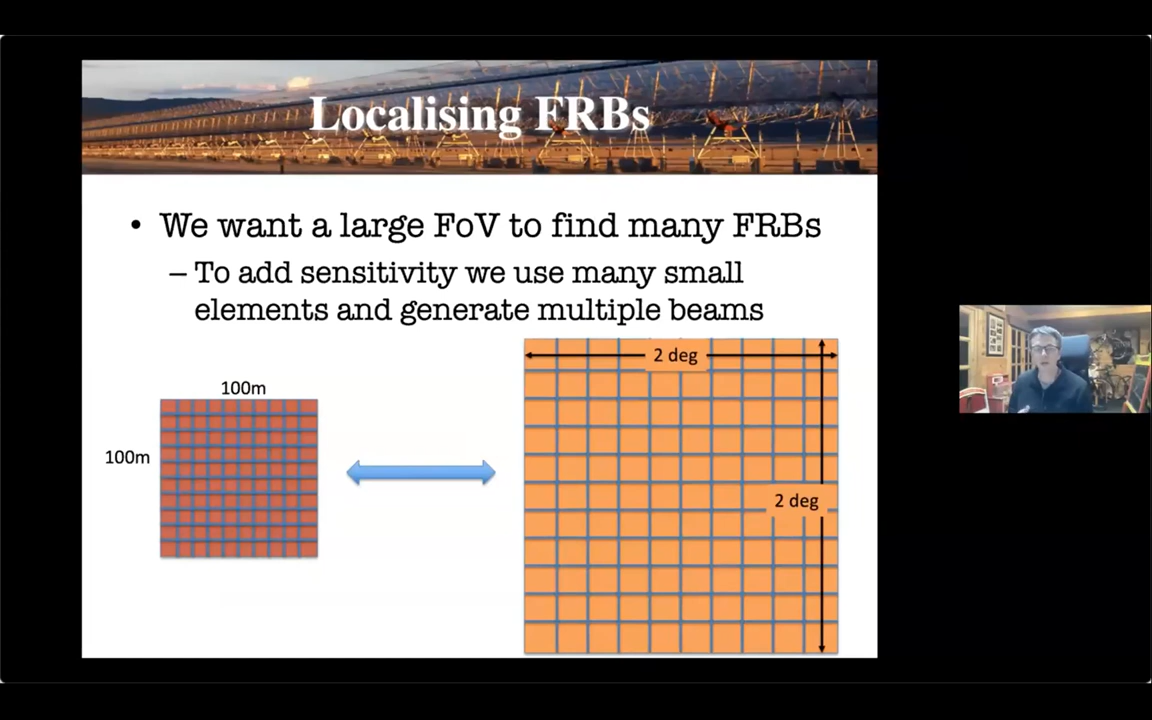 Localising FRBs
• We want a large FoV to find many FRBs
– To add sensitivity we use many small
elements and generate multiple beams
100m
100m
2 deg
2 deg